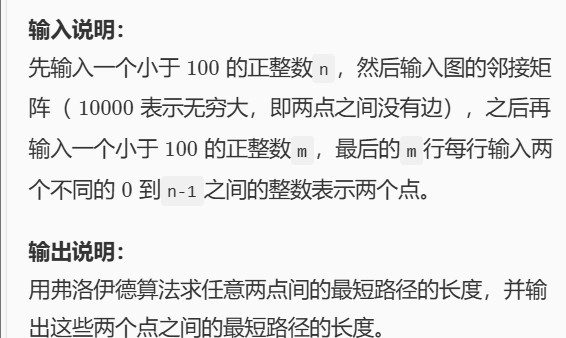 输入说明：
先输入一个小于 100 的正整数 n ，然后输入图的邻接矩
阵（ 10000 表示无穷大，即两点之间没有边），之后再
输入一个小于 100 的正整数 m ，最后的 m 行每行输入两
个不同的 0 到 n-1 之间的整数表示两个点。
输出说明：
用弗洛伊德算法求任意两点间的最短路径的长度，并输
出这些两个点之间的最短路径的长度。